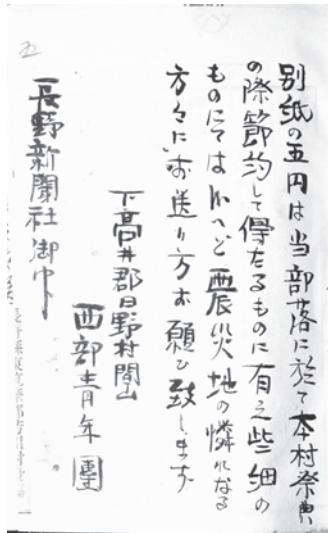 別紙の五円は当部落に於て本村祭典
の際節約して得たるものに有之些細の
ものにては候へど震災地の憐れなる
方々に御送り方お願ひ致します
下高井郡日野村間山
西部青年團
長野新聞社御中
五